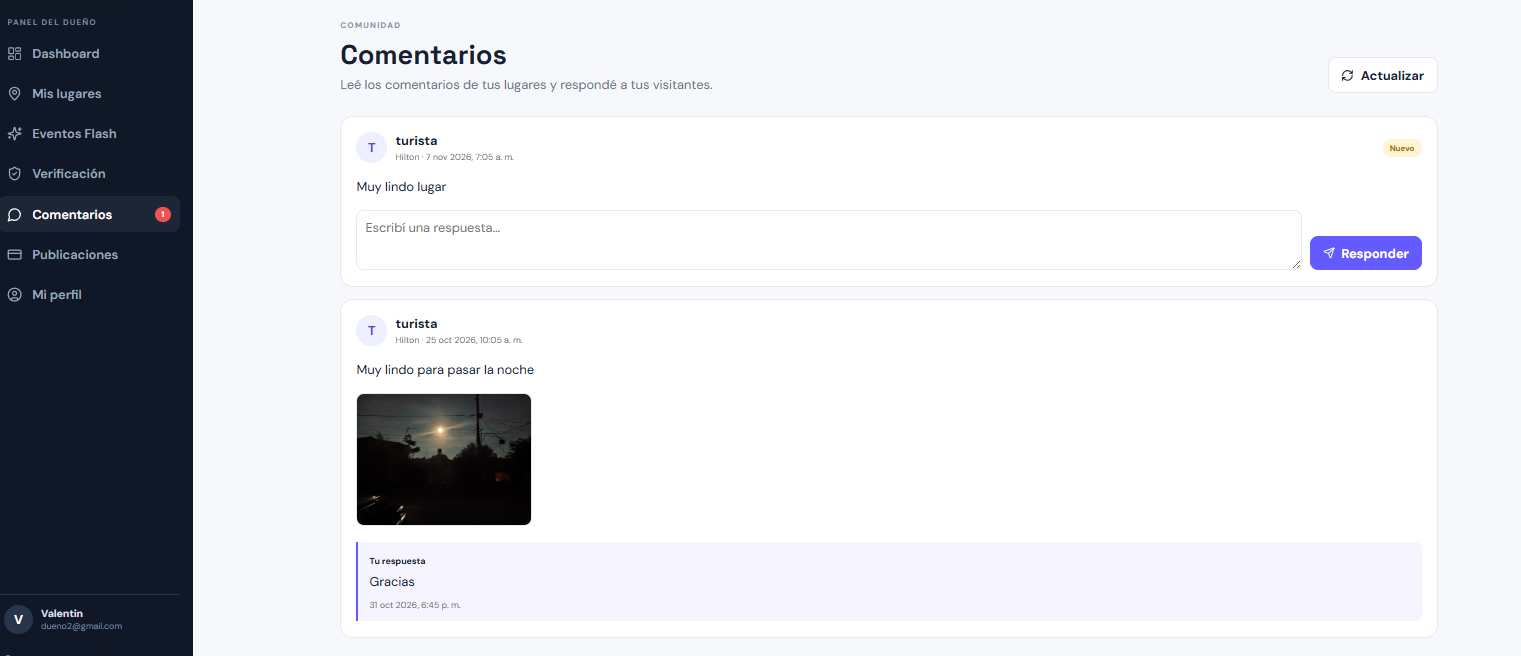 PANEL DEL DUEÑO
Dashboard
Mis lugares
Eventos Flash
Verificación
Comentarios
1
Publicaciones
Mi perfil
V
Valentin
dueno2@gmail.com
COMUNIDAD
Comentarios
Leé los comentarios de tus lugares y respondé a tus visitantes.
Actualizar
T
turista
Hilton · 7 nov 2026, 7:05 a. m.
Nuevo
Muy lindo lugar
Escribí una respuesta...
Responder
T
turista
Hilton · 25 oct 2026, 10:05 a. m.
Muy lindo para pasar la noche
Tu respuesta
Gracias
31 oct 2026, 6:45 p. m.